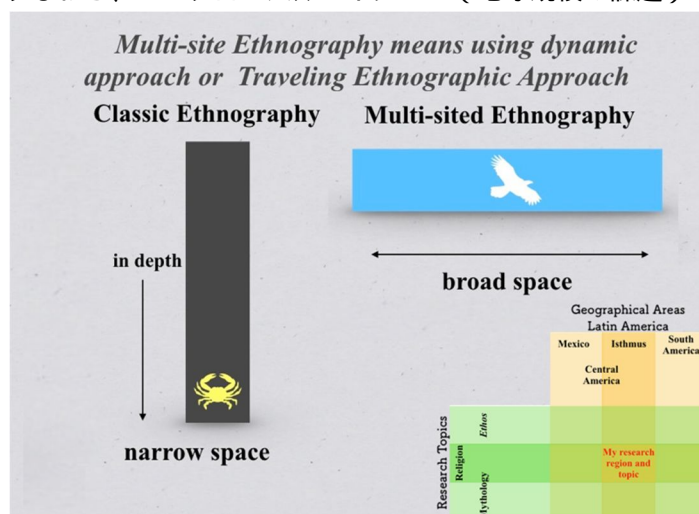 Multi-site Ethnography means using dynamic
approach or Traveling Ethnographic Approach
Classic Ethnography
Multi-sited Ethnography
in depth
narrow space
broad space
Geographical Areas
Latin America
Mexico
Isthmus
South
America
Central
America
Research Topics
Ethos
Religion
My research
region and
topic